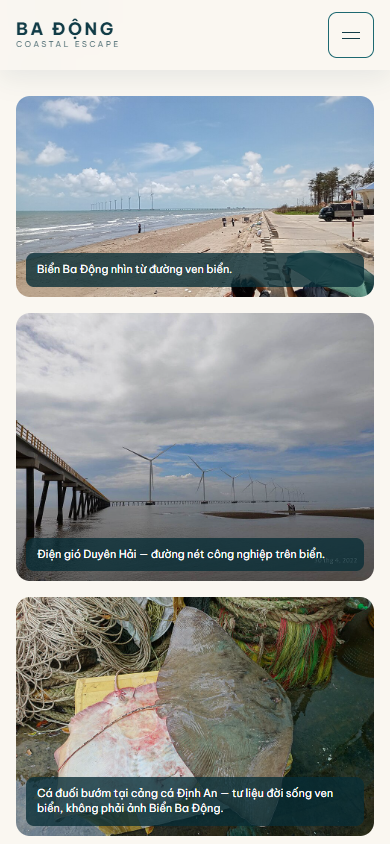 BA ĐỘNG
COASTAL ESCAPE
Biển Ba Động nhìn từ đường ven biển.
Điện gió Duyên Hải — đường nét công nghiệp trên biển.
Cá đuối bướm tại cảng cá Định An — tư liệu đời sống ven
biển, không phải ảnh Biển Ba Động.